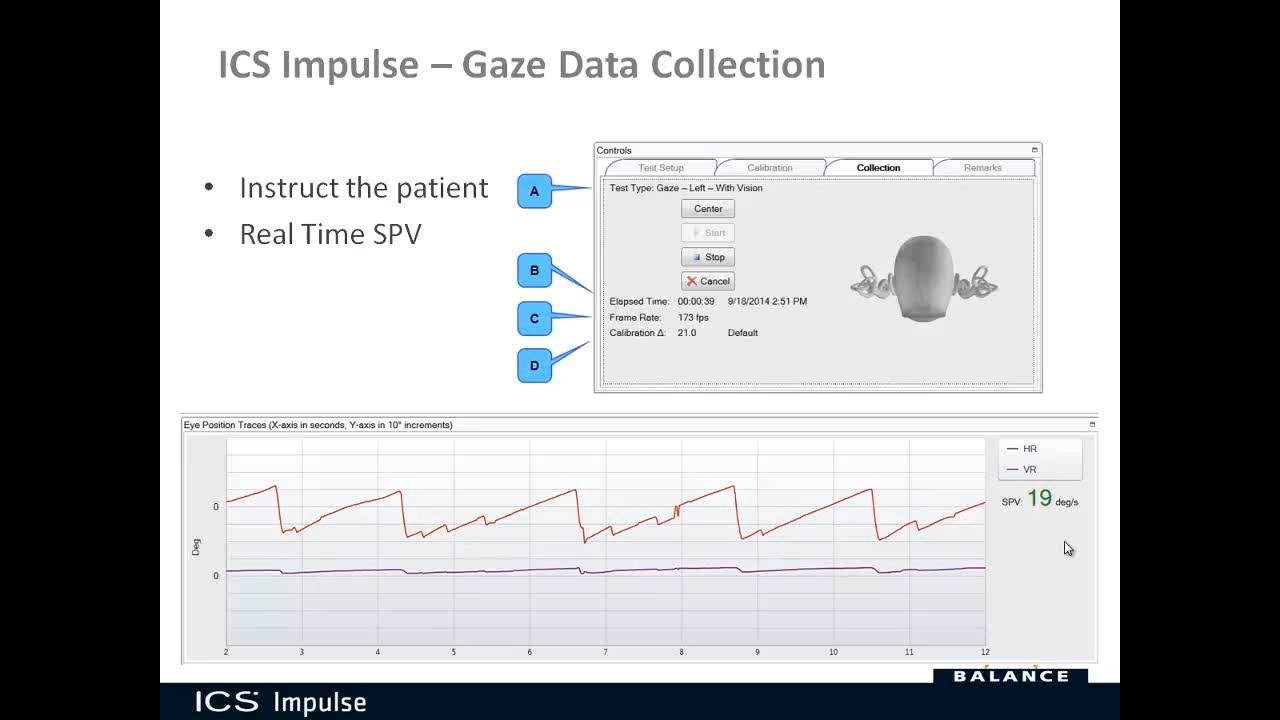 ICS Impulse – Gaze Data Collection
• Instruct the patient
• Real Time SPV
A
B
C
D
Controls
Test Setup
Calibration
Collection
Remarks
Test Type: Gaze – Left – With Vision
Center
Start
Stop
Cancel
Elapsed Time: 00:00:39 9/18/2014 2:51 PM
Frame Rate: 173 fps
Calibration Δ: 21.0 Default
Eye Position Traces (X-axis in seconds, Y-axis in 10° increments)
HR
VR
SPV: 19 deg/s
0
Deg
0
2 3 4 5 6 7 8 9 10 11 12
BALANCE
ICS Impulse